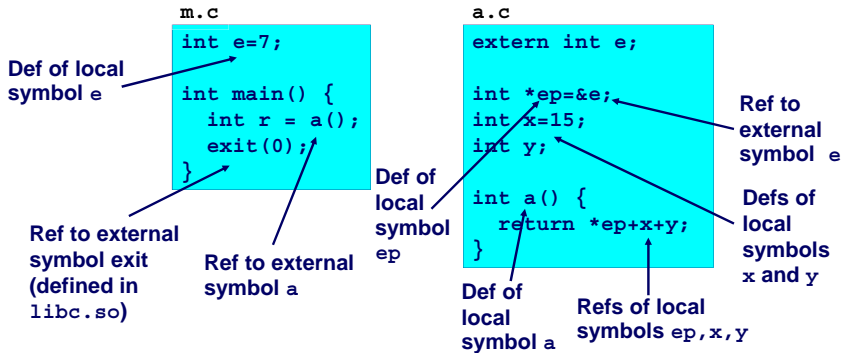 m.c
int e=7;
int main() {
int r = a();
exit(0);
}
Def of local
symbol e
Ref to external
symbol exit
(defined in
libc.so)
Ref to external
symbol a
a.c
extern int e;
int *ep=&e;
int x=15;
int y;
int a() {
return *ep+x+y;
}
Def of
local
symbol
ep
Ref to
external
symbol e
Defs of
local
symbols
x and y
Def of
local
symbol a
Refs of local
symbols ep,x,y